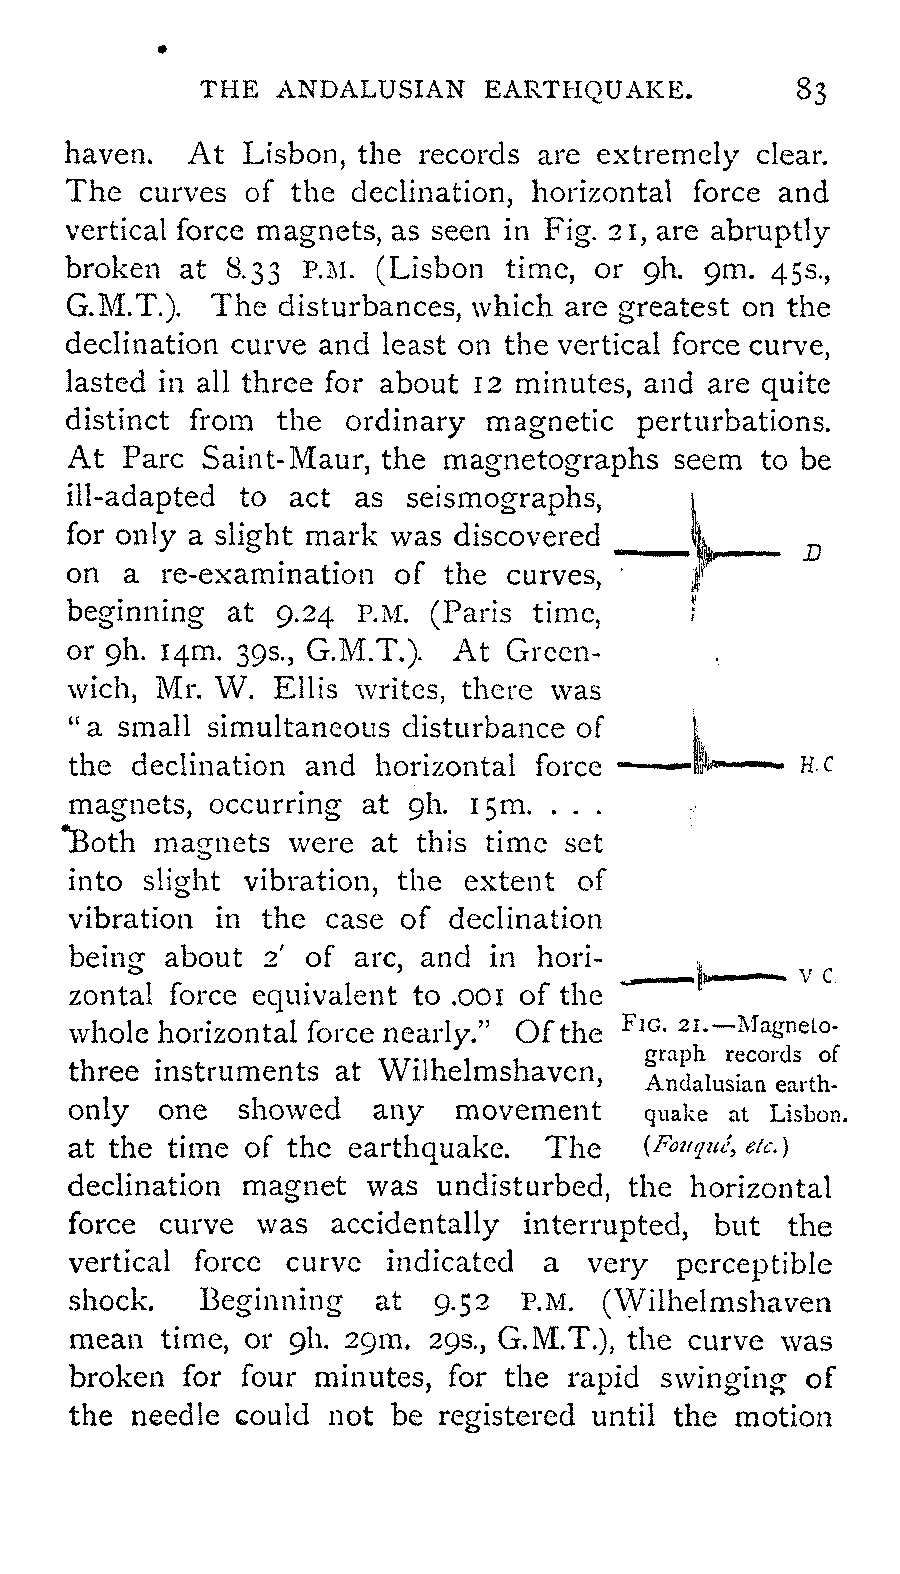 THE ANDALUSIAN EARTHQUAKE. 83
haven. At Lisbon, the records are extremely clear.
The curves of the declination, horizontal force and
vertical force magnets, as seen in Fig. 21, are abruptly
broken at 8.33 P.M. (Lisbon time, or 9h. 9m. 45s.,
G.M.T.). The disturbances, which are greatest on the
declination curve and least on the vertical force curve,
lasted in all three for about 12 minutes, and are quite
distinct from the ordinary magnetic perturbations.
At Parc Saint-Maur, the magnetographs seem to be
ill-adapted to act as seismographs,
for only a slight mark was discovered
on a re-examination of the curves,
beginning at 9.24 P.M. (Paris time,
or 9h. 14m. 39s., G.M.T.). At Green-
wich, Mr. W. Ellis writes, there was
"a small simultaneous disturbance of
the declination and horizontal force
magnets, occurring at 9h. 15m. . . .
Both magnets were at this time set
into slight vibration, the extent of
vibration in the case of declination
being about 2′ of arc, and in hori-
zontal force equivalent to .001 of the
whole horizontal force nearly." Of the
three instruments at Wilhelmshaven,
only one showed any movement
at the time of the earthquake. The
D
H.C
V C
FIG. 21.—Magneto-
graph records of
Andalusian earth-
quake at Lisbon.
(Fouqué, etc.)
declination magnet was undisturbed, the horizontal
force curve was accidentally interrupted, but the
vertical force curve indicated a very perceptible
shock. Beginning at 9.52 P.M. (Wilhelmshaven
mean time, or 9h. 29m. 29s., G.M.T.), the curve was
broken for four minutes, for the rapid swinging of
the needle could not be registered until the motion